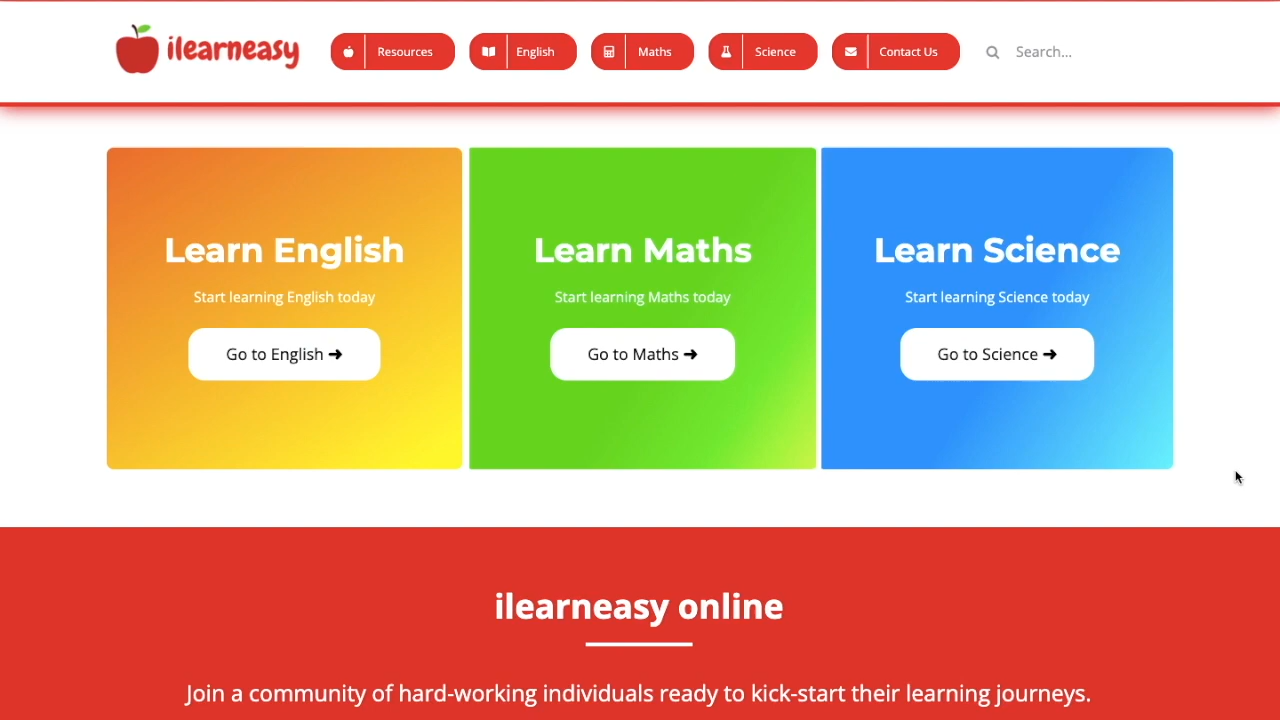 ilearneasy
Resources
English
Maths
Science
Contact Us
Search...
Learn English
Start learning English today
Go to English ➜
Learn Maths
Start learning Maths today
Go to Maths ➜
Learn Science
Start learning Science today
Go to Science ➜
ilearneasy online
Join a community of hard-working individuals ready to kick-start their learning journeys.